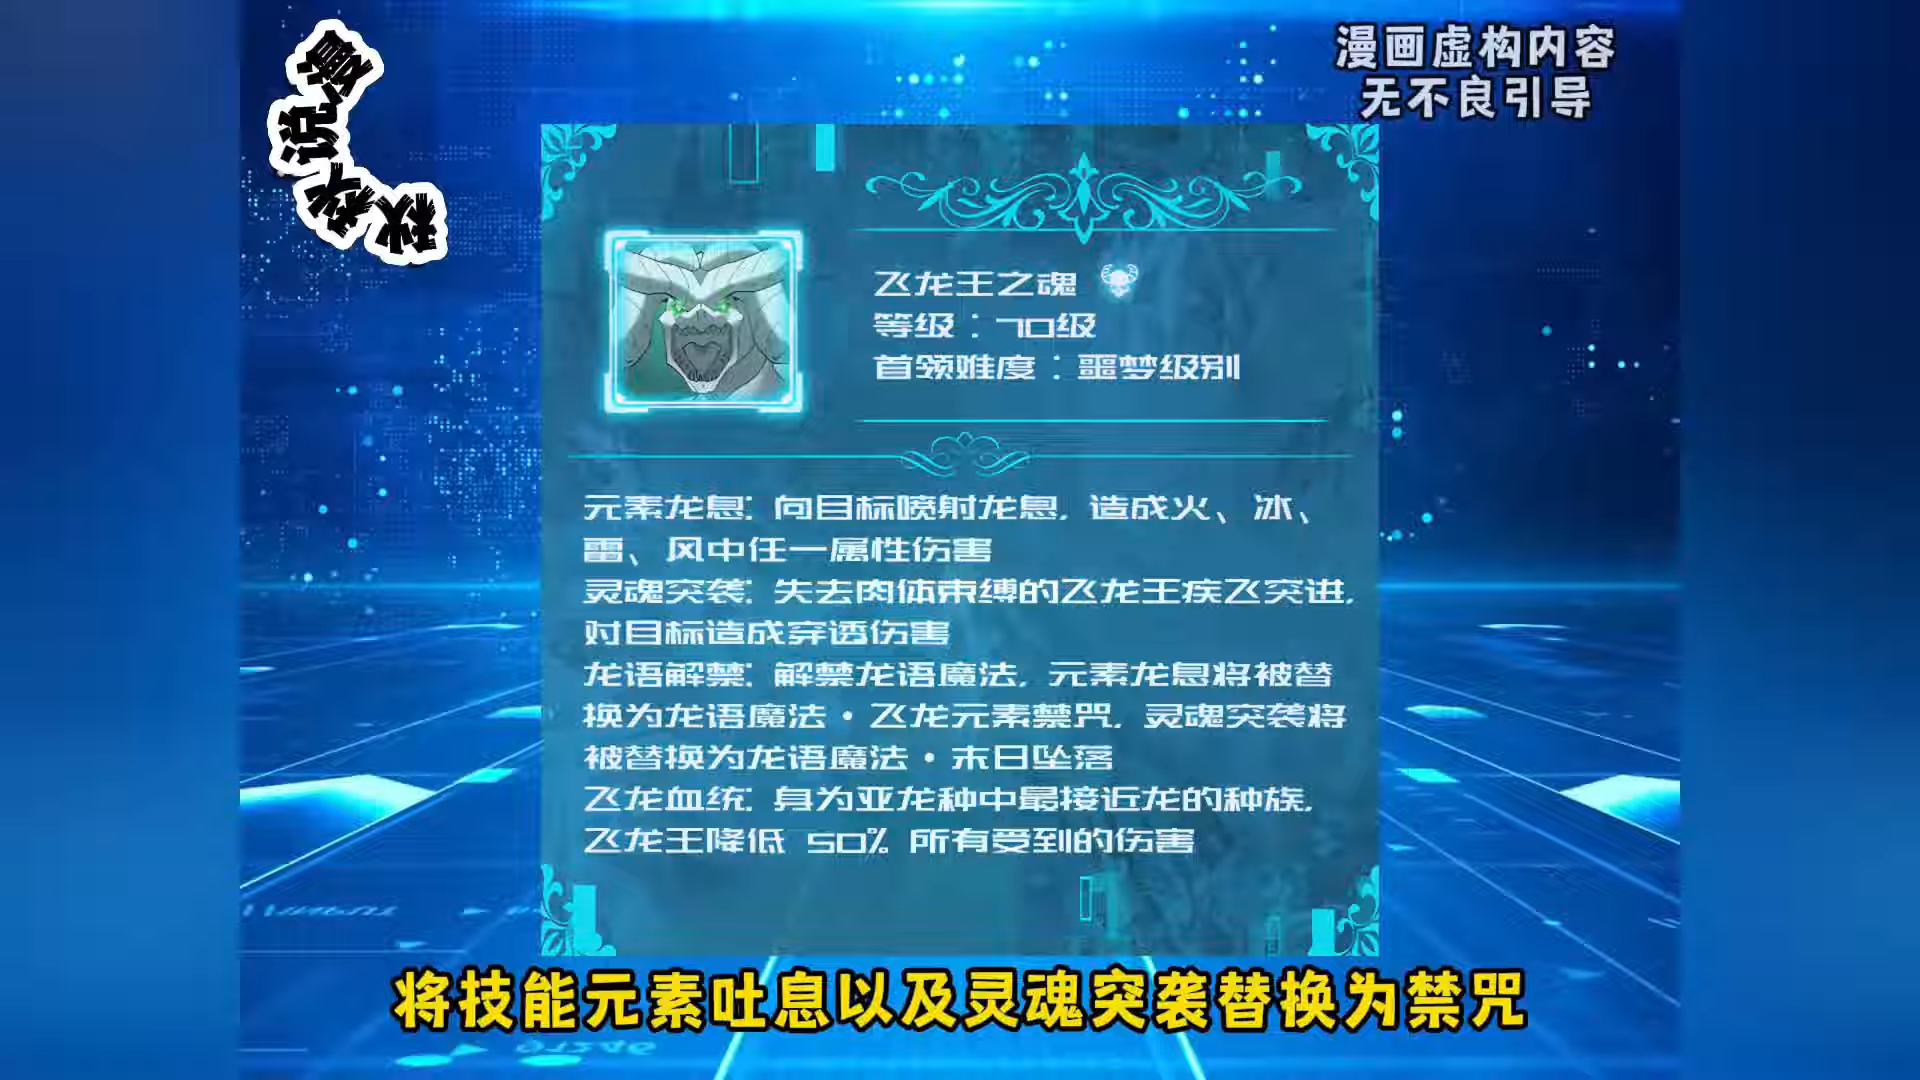 秋梓说漫
漫画虚构内容
无不良引导
飞龙王之魂
等级：70级
首领难度：噩梦级别
元素龙息：向目标喷射龙息，造成火、冰、
雷、风中任一属性伤害
灵魂突袭：失去肉体束缚的飞龙王疾飞突进，
对目标造成穿透伤害
龙语解禁：解禁龙语魔法，元素龙息将被替
换为龙语魔法·飞龙元素禁咒，灵魂突袭将
被替换为龙语魔法·末日坠落
飞龙血统：身为亚龙种中最接近龙的种族，
飞龙王降低 50% 所有受到的伤害
将技能元素吐息以及灵魂突袭替换为禁咒